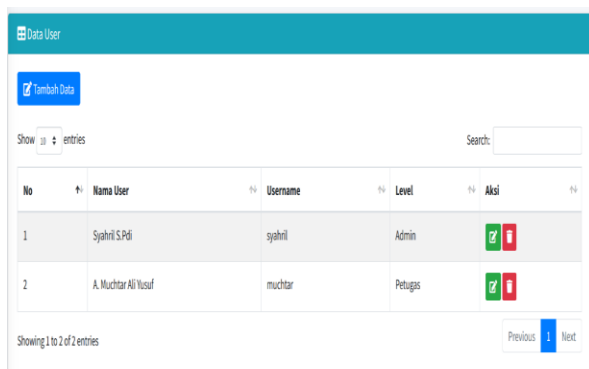 Data User
Tambah Data
Show 10 entries Search:
No Nama User Username Level Aksi
1 Syahril S.Pdi syahril Admin
2 A. Muchtar Ali Yusuf muchtar Petugas
Showing 1 to 2 of 2 entries Previous 1 Next